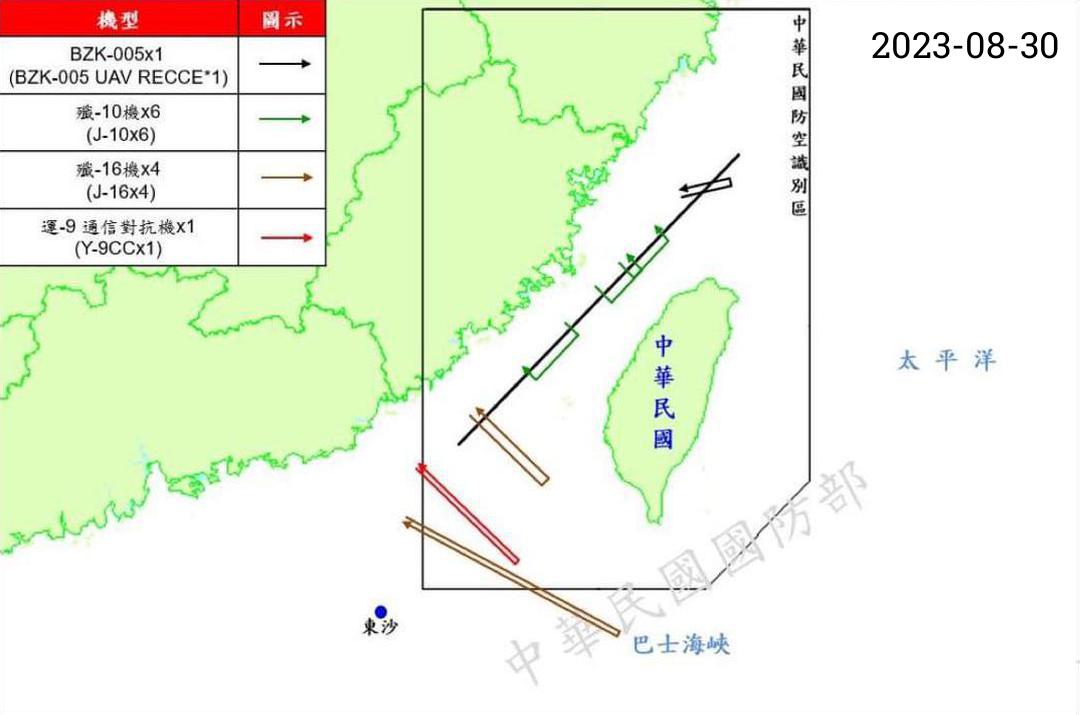 機型 圖示
BZK-005x1
(BZK-005 UAV RECCE*1)
殲-10機x6
(J-10x6)
殲-16機x4
(J-16x4)
運-9 通信對抗機x1
(Y-9CCx1)
2023-08-30
中華民國防空識別區
中華民國
太平洋
東沙
巴士海峽
中華民國國防部